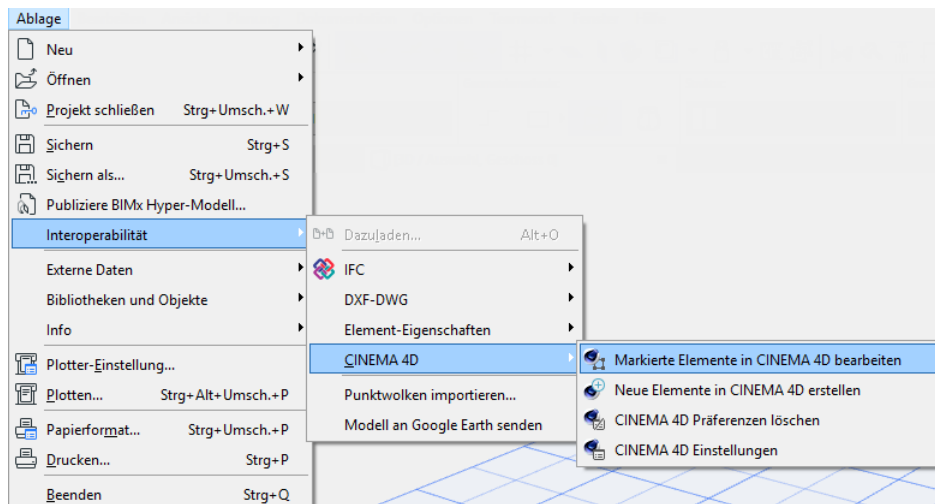 Ablage
Neu
Öffnen
Projekt schließen Strg+Umsch.+W
Sichern Strg+S
Sichern als... Strg+Umsch.+S
Publiziere BIMx Hyper-Modell...
Interoperabilität
Externe Daten
Bibliotheken und Objekte
Info
Plotter-Einstellung...
Plotten... Strg+Alt+Umsch.+P
Papierformat... Strg+Umsch.+P
Drucken... Strg+P
Beenden Strg+Q
Dazuladen... Alt+O
IFC
DXF-DWG
Element-Eigenschaften
CINEMA 4D
Punktwolken importieren...
Modell an Google Earth senden
Markierte Elemente in CINEMA 4D bearbeiten
Neue Elemente in CINEMA 4D erstellen
CINEMA 4D Präferenzen löschen
CINEMA 4D Einstellungen